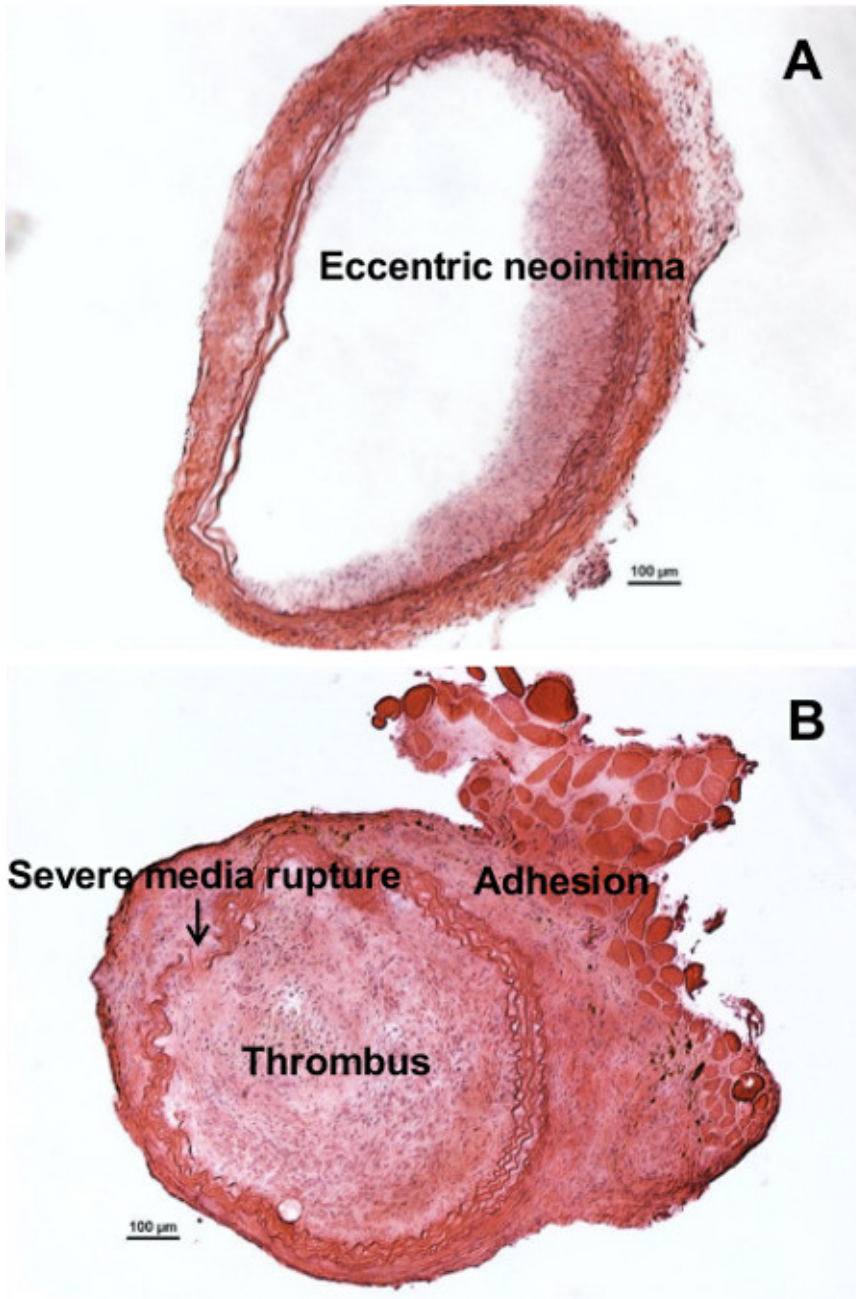 A
Eccentric neointima
100 µm
B
Severe media rupture
Adhesion
Thrombus
100 µm